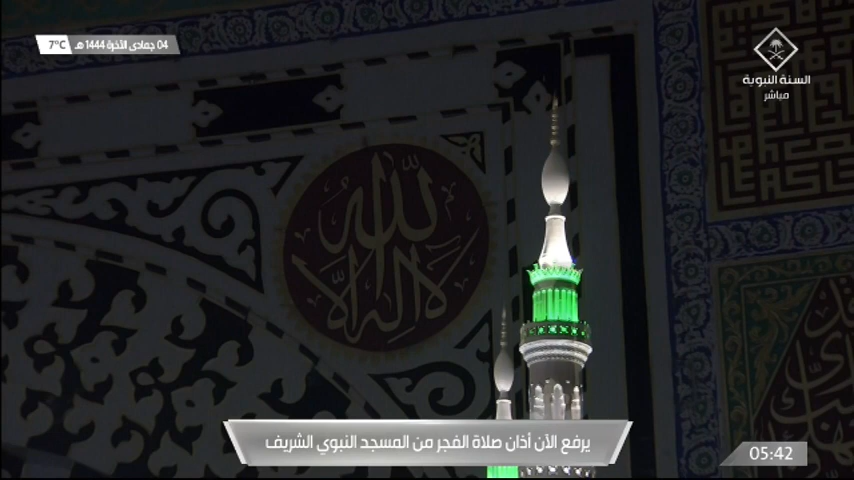 7°C
04 جمادى الآخرة 1444 هـ
السنة النبوية
مباشر
لا إله إلا الله
يرفع الآن أذان صلاة الفجر من المسجد النبوي الشريف
05:42